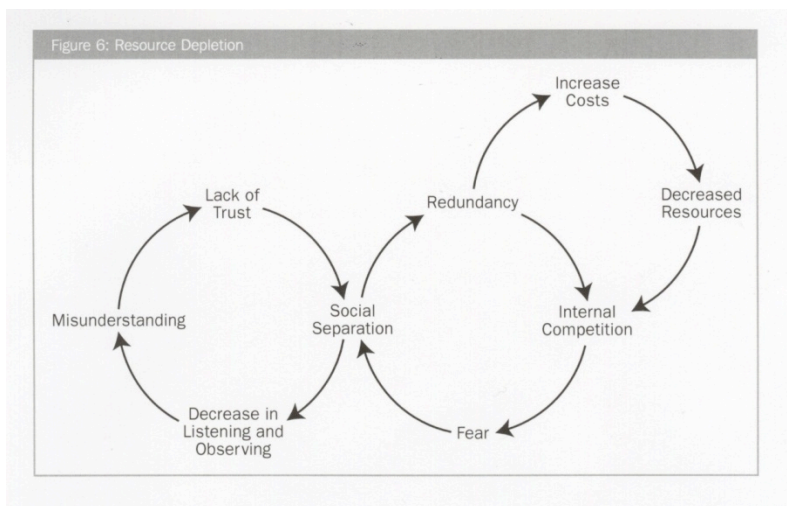 Figure 6: Resource Depletion
Increase
Costs
Lack of
Trust
Redundancy
Decreased
Resources
Misunderstanding
Social
Separation
Internal
Competition
Decrease in
Listening and
Observing
Fear